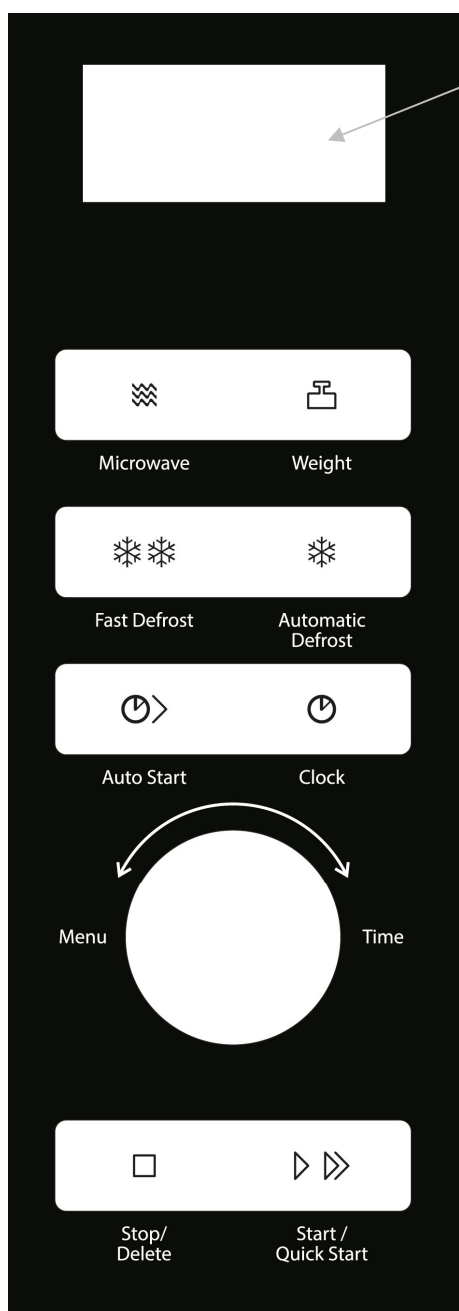 Microwave
Weight
Fast Defrost
Automatic
Defrost
Auto Start
Clock
Menu
Time
Stop/
Delete
Start /
Quick Start